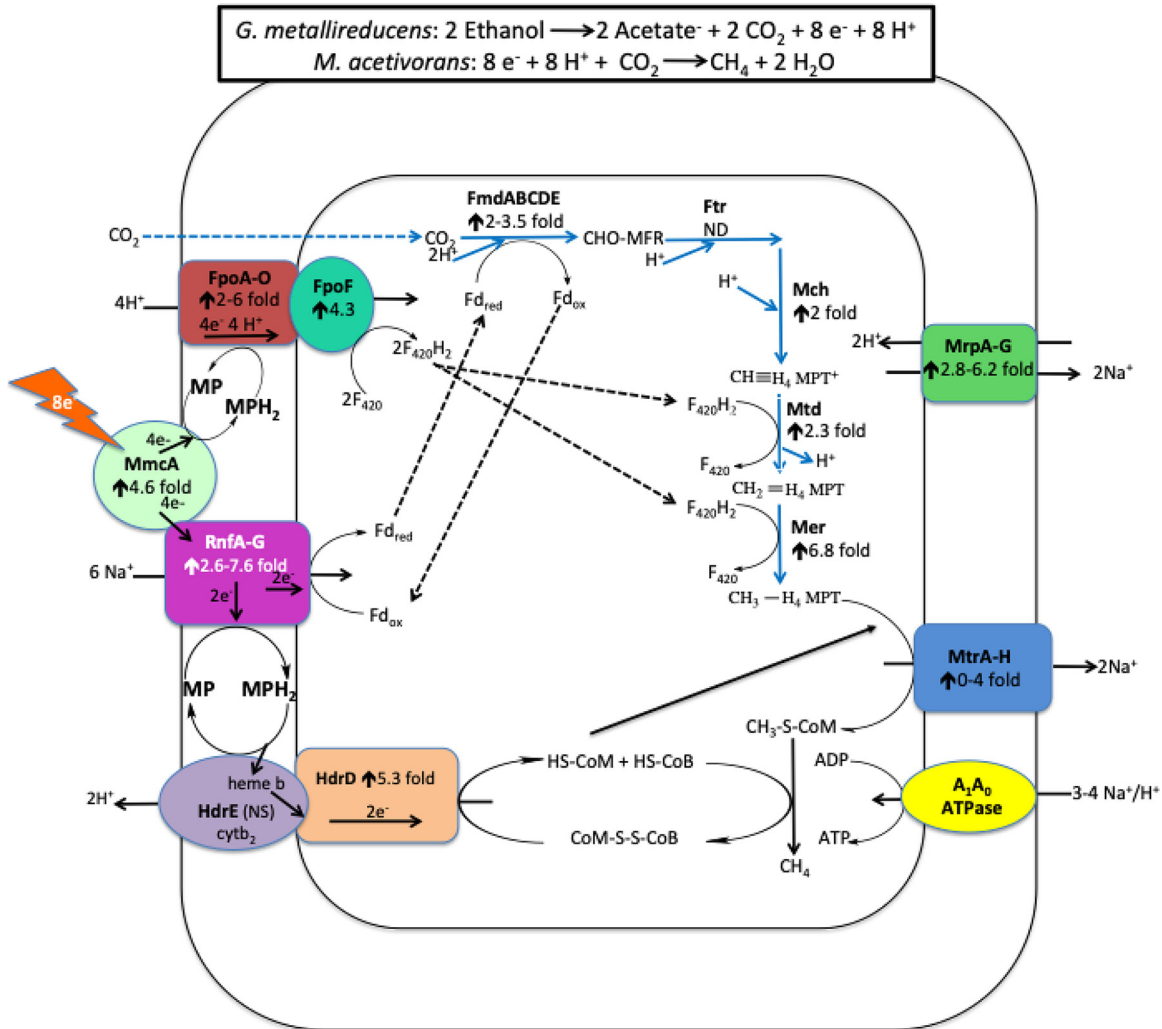 G. metallireducens: 2 Ethanol ⟶ 2 Acetate⁻ + 2 CO₂ + 8 e⁻ + 8 H⁺
M. acetivorans: 8 e⁻ + 8 H⁺ + CO₂ ⟶ CH₄ + 2 H₂O
FmdABCDE
↑2-3.5 fold
Ftr
ND
CO₂
CO₂
2H⁺
CHO-MFR
H⁺
FpoA-O
↑2-6 fold
4e⁻ 4 H⁺
4H⁺
FpoF
↑4.3
Fd_red
Fd_ox
H⁺
Mch
↑2 fold
2H⁺
MrpA-G
↑2.8-6.2 fold
2Na⁺
2F₄₂₀H₂
2F₄₂₀
MP
MPH₂
8e⁻
4e-
MmcA
↑4.6 fold
4e-
CH≡H₄ MPT⁺
F₄₂₀H₂
Mtd
↑2.3 fold
H⁺
F₄₂₀
CH₂ ═ H₄ MPT
F₄₂₀H₂
Mer
↑6.8 fold
F₄₂₀
CH₃ — H₄ MPT
RnfA-G
↑2.6-7.6 fold
2e⁻
2e⁻
6 Na⁺
Fd_red
Fd_ox
MP
MPH₂
MtrA-H
↑0-4 fold
2Na⁺
CH₃-S-CoM
HS-CoM + HS-CoB
CoM-S-S-CoB
CH₄
ADP
ATP
A₁A₀
ATPase
3-4 Na⁺/H⁺
heme b
HdrE (NS)
cytb₂
2H⁺
HdrD ↑5.3 fold
2e⁻